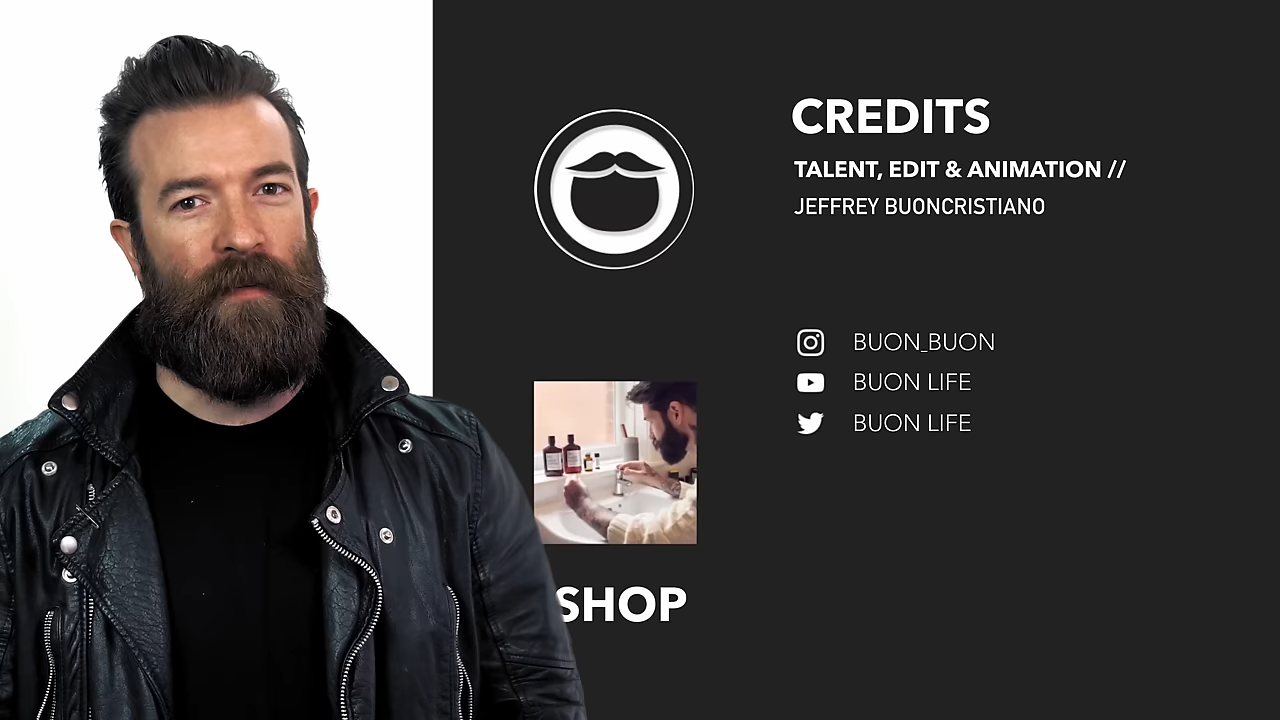 CREDITS
TALENT, EDIT & ANIMATION //
JEFFREY BUONCRISTIANO
BUON_BUON
BUON LIFE
BUON LIFE
SHOP